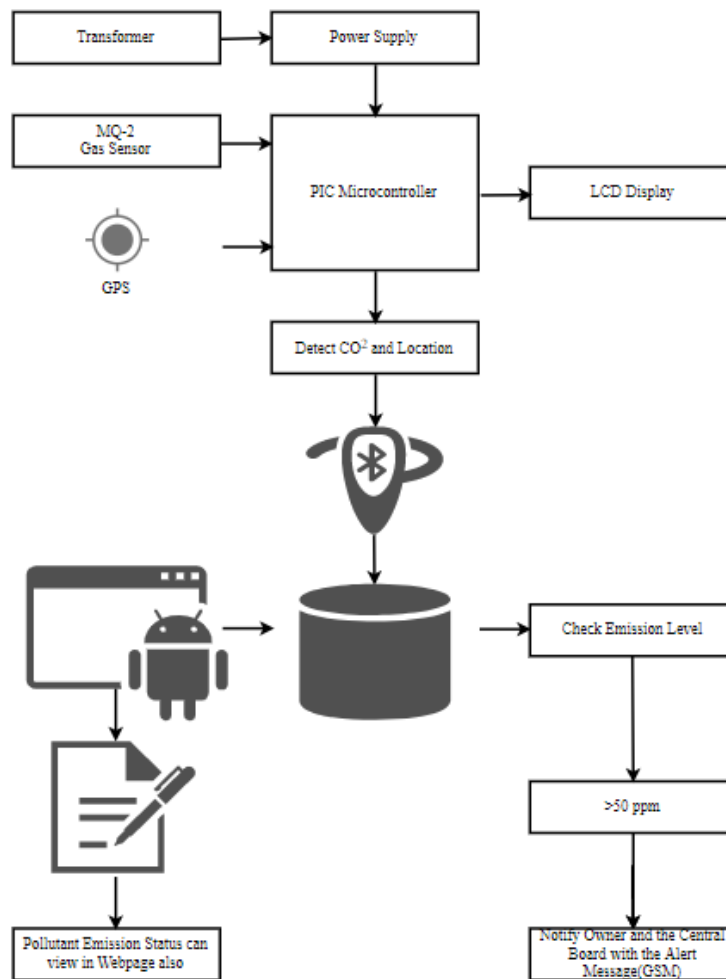 Transformer
Power Supply
MQ-2
Gas Sensor
PIC Microcontroller
LCD Display
GPS
Detect CO² and Location
Check Emission Level
>50 ppm
Pollutant Emission Status can
view in Webpage also
Notify Owner and the Central
Board with the Alert
Message(GSM)